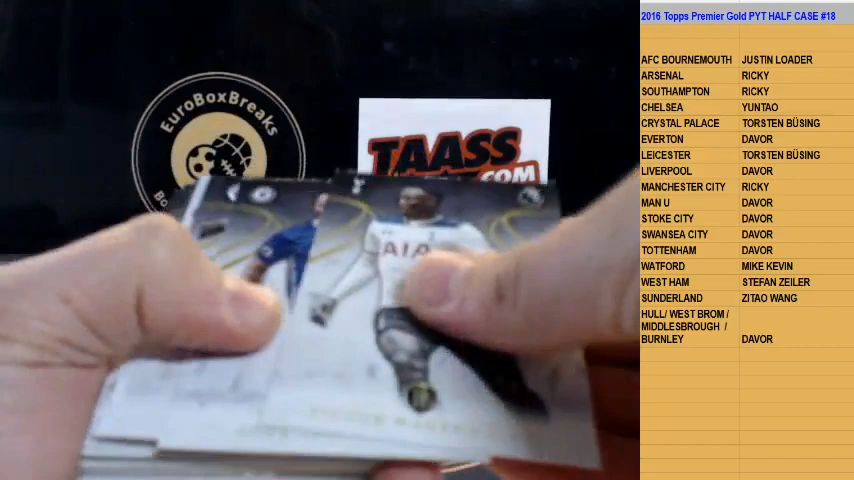 EuroBoxBreaks
TAASS
.COM
AIA
2016 Topps Premier Gold PYT HALF CASE #18
AFC BOURNEMOUTH JUSTIN LOADER
ARSENAL RICKY
SOUTHAMPTON RICKY
CHELSEA YUNTAO
CRYSTAL PALACE TORSTEN BÜSING
EVERTON DAVOR
LEICESTER TORSTEN BÜSING
LIVERPOOL DAVOR
MANCHESTER CITY RICKY
MAN U DAVOR
STOKE CITY DAVOR
SWANSEA CITY DAVOR
TOTTENHAM DAVOR
WATFORD MIKE KEVIN
WEST HAM STEFAN ZEILER
SUNDERLAND ZITAO WANG
HULL/ WEST BROM /
MIDDLESBROUGH /
BURNLEY DAVOR